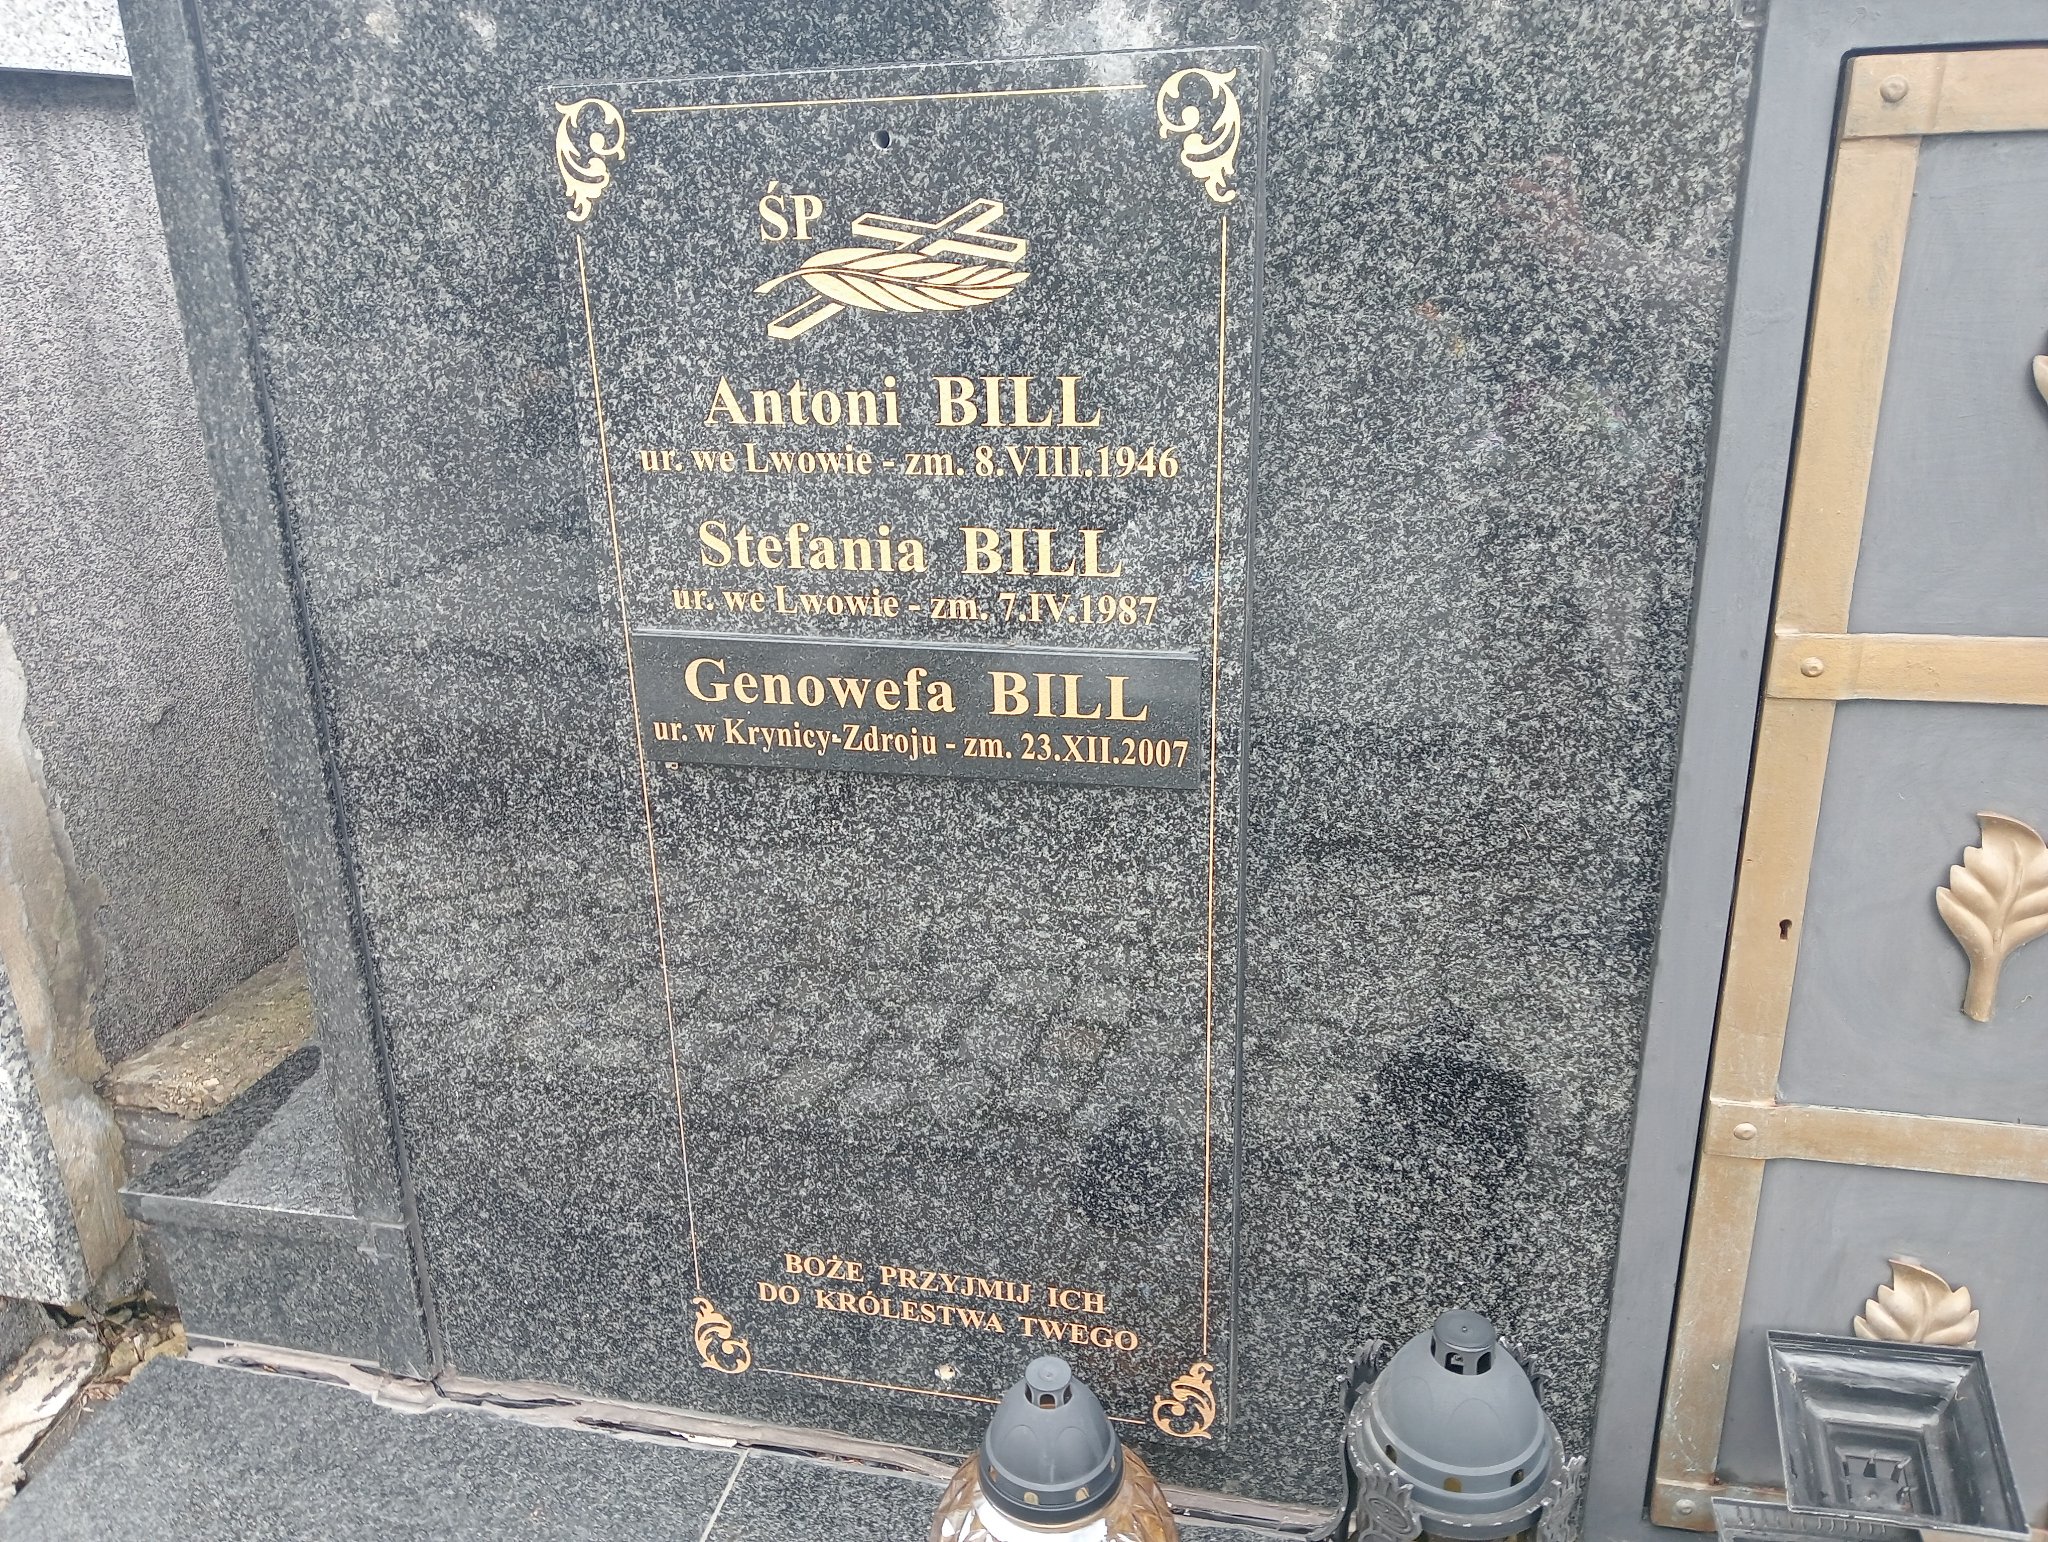 ŚP
Antoni BILL
ur. we Lwowie - zm. 8.VIII.1946
Stefania BILL
ur. we Lwowie - zm. 7.IV.1987
Genowefa BILL
ur. w Krynicy-Zdroju - zm. 23.XII.2007
BOŻE PRZYJMIJ ICH
DO KRÓLESTWA TWEGO